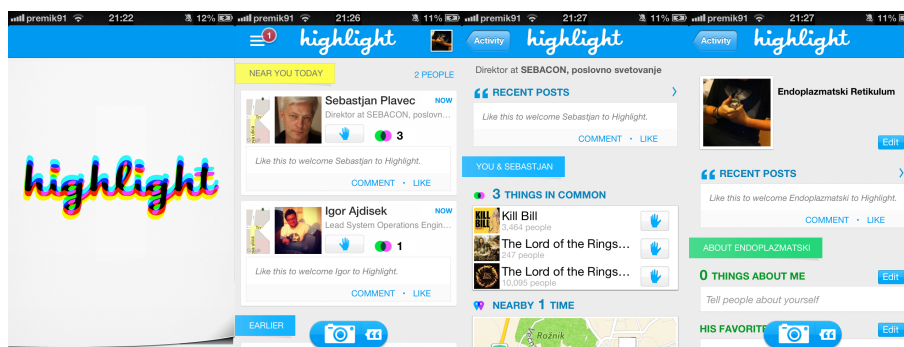 premik91 21:22 12%
highlight
premik91 21:26 11%
1 highlight
NEAR YOU TODAY 2 PEOPLE
Sebastjan Plavec NOW
Direktor at SEBACON, poslovn...
3
Like this to welcome Sebastjan to Highlight.
COMMENT • LIKE
Igor Ajdisek NOW
Lead System Operations Engin...
1
Like this to welcome Igor to Highlight.
COMMENT • LIKE
EARLIER
premik91 21:27 11%
Activity highlight
Direktor at SEBACON, poslovno svetovanje
RECENT POSTS
Like this to welcome Sebastjan to Highlight.
COMMENT • LIKE
YOU & SEBASTJAN
3 THINGS IN COMMON
KILL BILL
Kill Bill
3,464 people
The Lord of the Rings...
247 people
The Lord of the Rings...
10,095 people
NEARBY 1 TIME
Rožnik
premik91 21:27 11%
Activity highlight
Endoplazmatski Retikulum
Edit
RECENT POSTS
Like this to welcome Endoplazmatski to Highlight.
COMMENT • LIKE
ABOUT ENDOPLAZMATSKI
0 THINGS ABOUT ME Edit
Tell people about yourself
HIS FAVORITE Edit